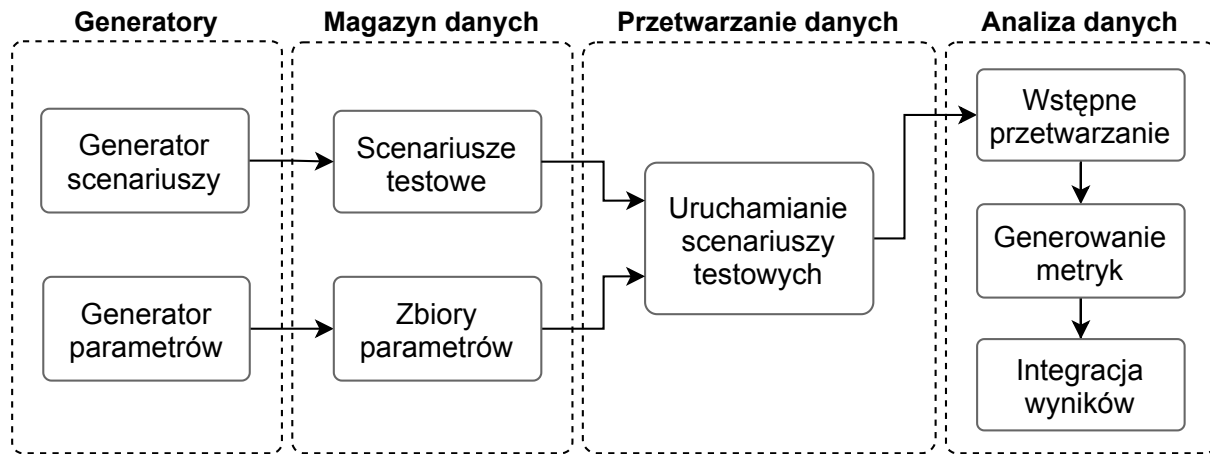 Generatory
Magazyn danych
Przetwarzanie danych
Analiza danych
Generator
scenariuszy
Generator
parametrów
Scenariusze
testowe
Zbiory
parametrów
Uruchamianie
scenariuszy
testowych
Wstępne
przetwarzanie
Generowanie
metryk
Integracja
wyników